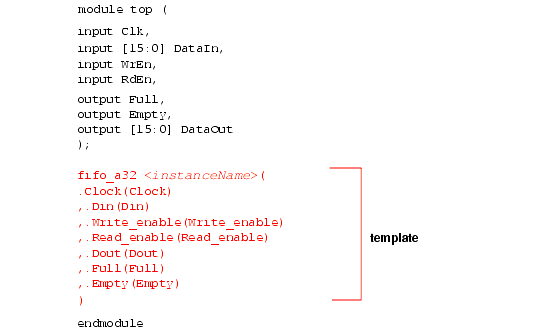 module top (
input Clk,
input [15:0] DataIn,
input WrEn,
input RdEn,
output Full,
output Empty,
output [15:0] DataOut
);
fifo_a32 <instanceName>(
.Clock(Clock)
,.Din(Din)
,.Write_enable(Write_enable)
,.Read_enable(Read_enable)
,.Dout(Dout)
,.Full(Full)
,.Empty(Empty)
)
template
endmodule